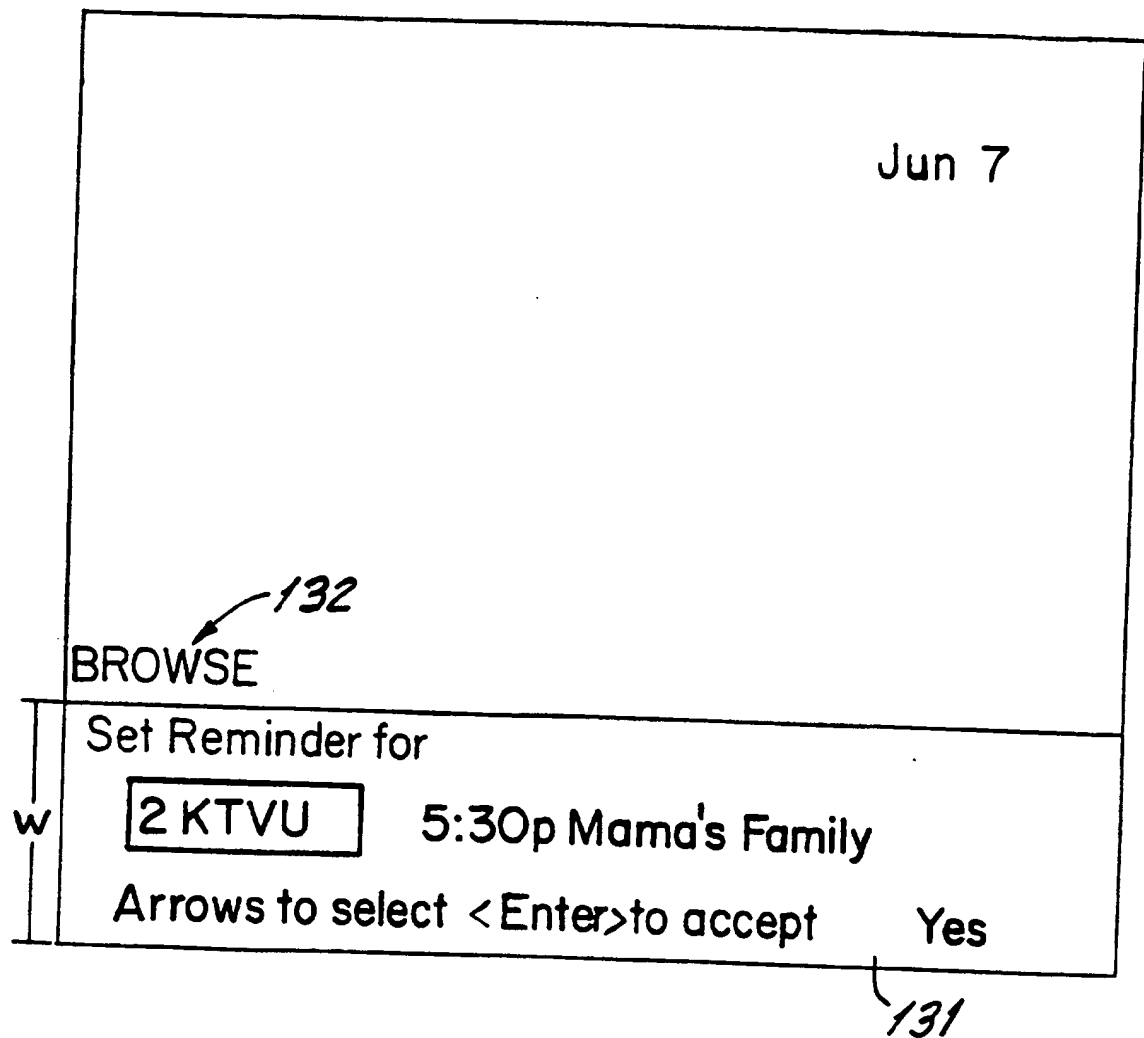 Jun 7
132
BROWSE
Set Reminder for
W
2 KTVU 5:30p Mama's Family
Arrows to select <Enter>to accept Yes
131